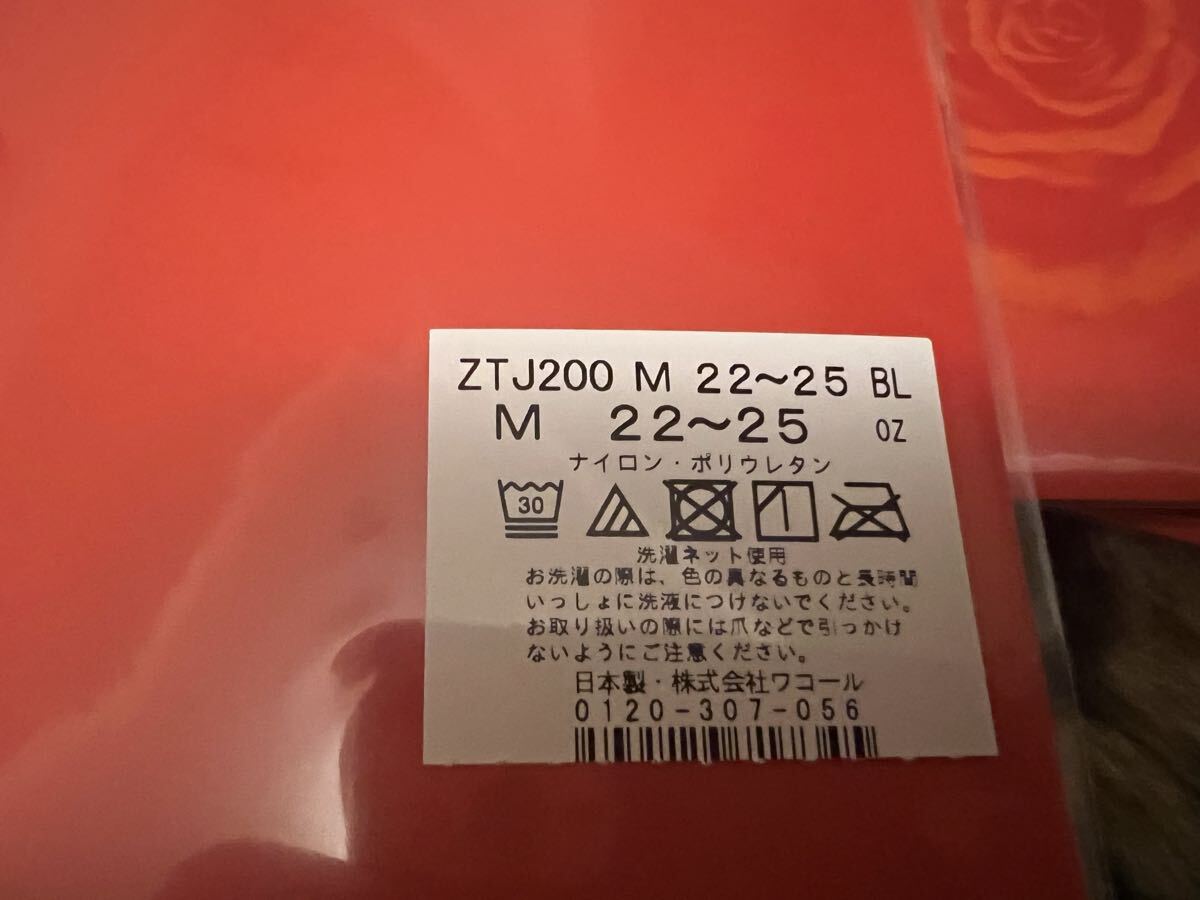 ZTJ200 M 22～25 BL
M 22～25 OZ
ナイロン・ポリウレタン
30
洗濯ネット使用
お洗濯の際は、色の異なるものと長時間
いっしょに洗液につけないでください。
お取り扱いの際には爪などで引っかけ
ないようにご注意ください。
日本製・株式会社ワコール
0120-307-056